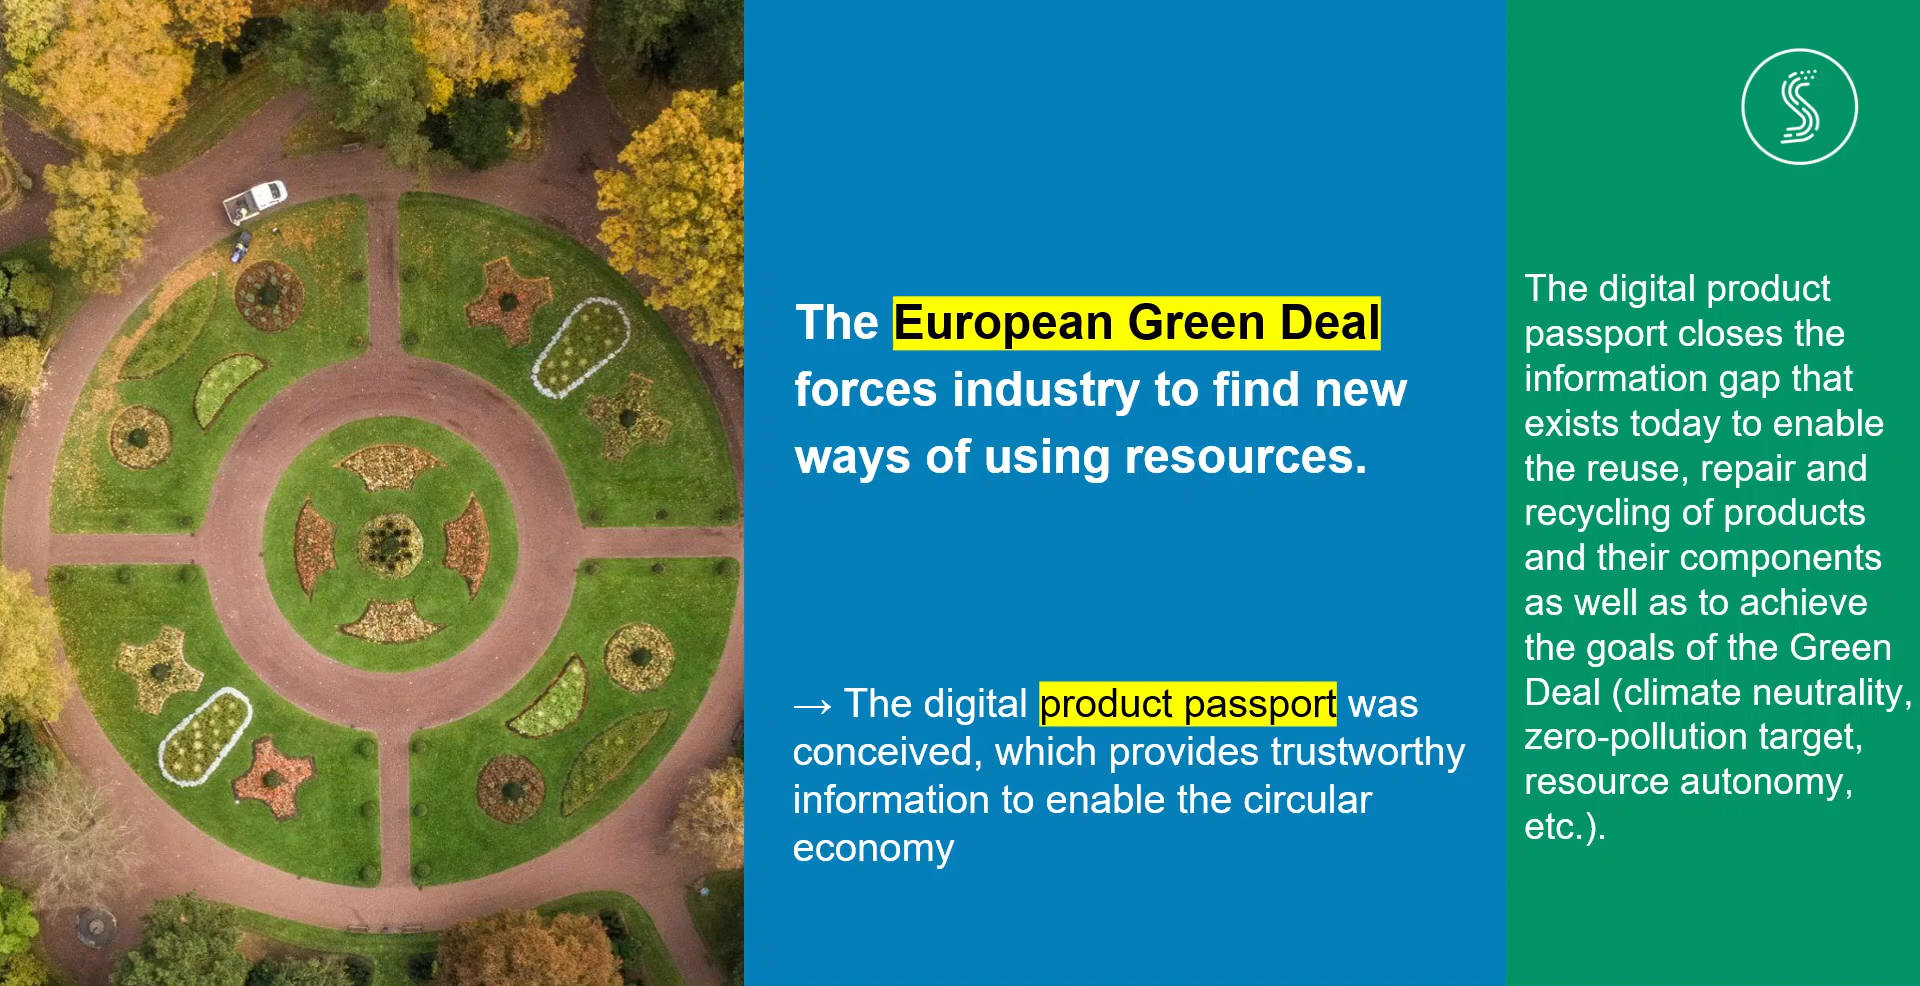 The European Green Deal
forces industry to find new
ways of using resources.
→ The digital product passport was
conceived, which provides trustworthy
information to enable the circular
economy
The digital product
passport closes the
information gap that
exists today to enable
the reuse, repair and
recycling of products
and their components
as well as to achieve
the goals of the Green
Deal (climate neutrality,
zero-pollution target,
resource autonomy,
etc.).